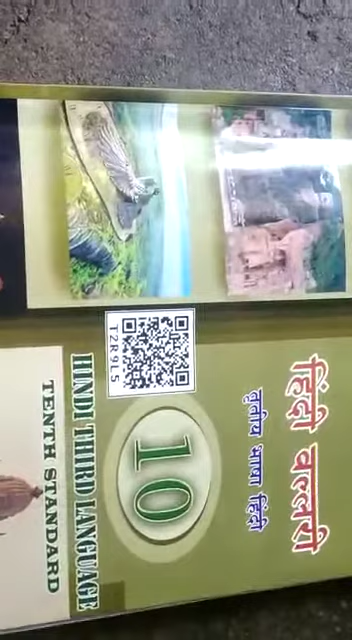 हिंदी वल्लरी
तृतीय भाषा हिंदी
10
T2R9L5
HINDI THIRD LANGUAGE
TENTH STANDARD